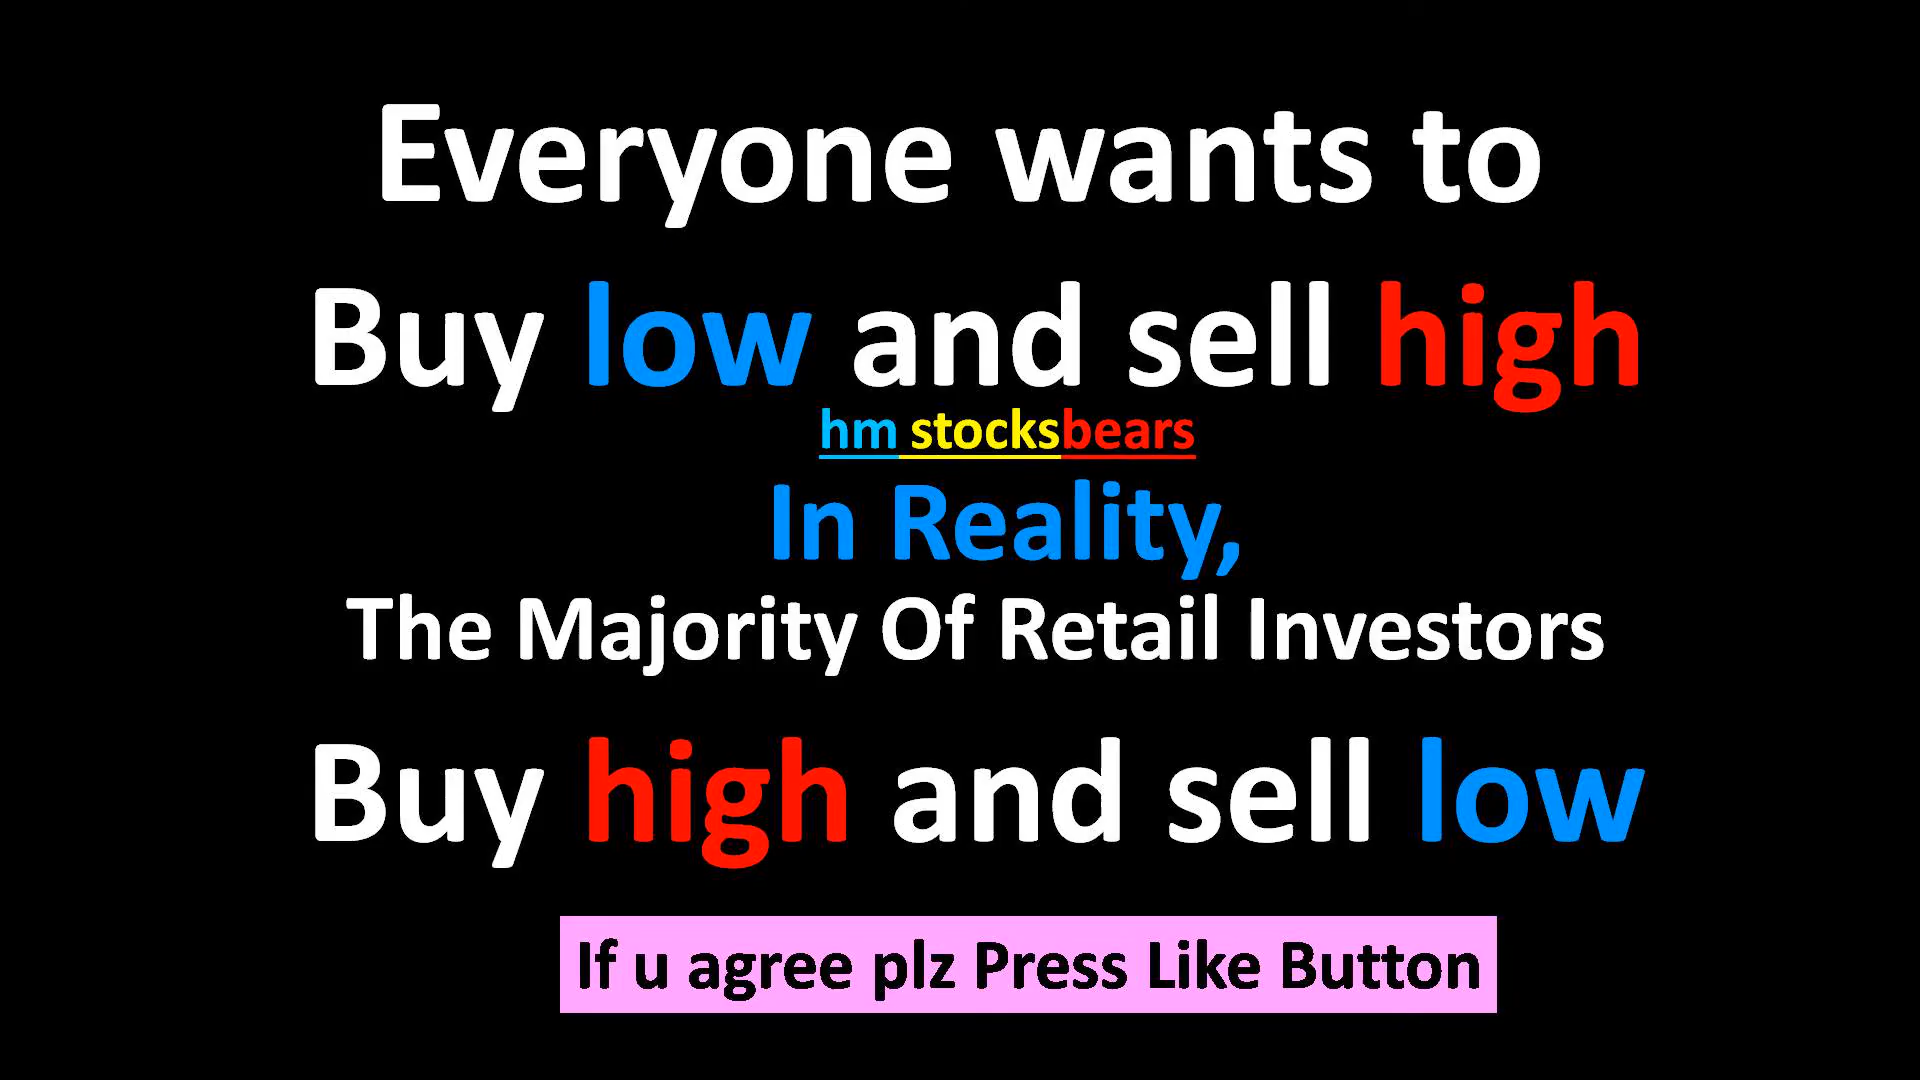 Everyone wants to
Buy low and sell high
hm stocksbears
In Reality,
The Majority Of Retail Investors
Buy high and sell low
If u agree plz Press Like Button